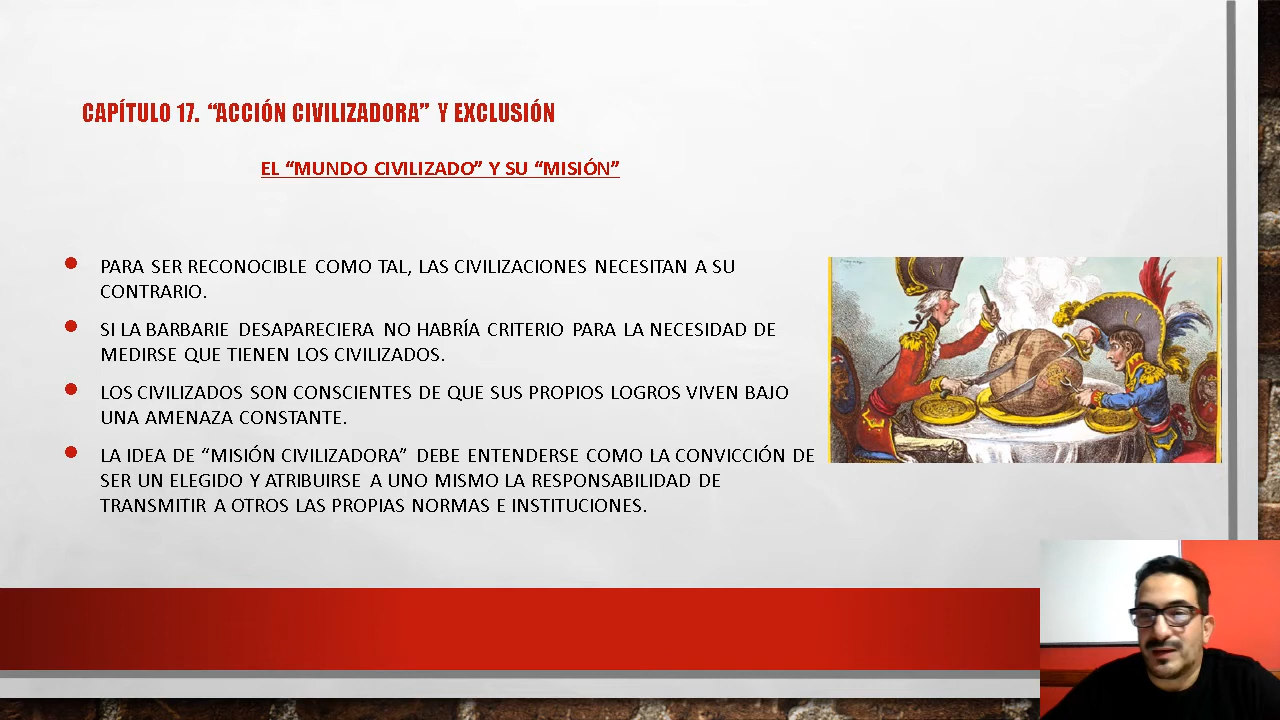 CAPÍTULO 17. “ACCIÓN CIVILIZADORA” Y EXCLUSIÓN
EL “MUNDO CIVILIZADO” Y SU “MISIÓN”
PARA SER RECONOCIBLE COMO TAL, LAS CIVILIZACIONES NECESITAN A SU
CONTRARIO.
SI LA BARBARIE DESAPARECIERA NO HABRÍA CRITERIO PARA LA NECESIDAD DE
MEDIRSE QUE TIENEN LOS CIVILIZADOS.
LOS CIVILIZADOS SON CONSCIENTES DE QUE SUS PROPIOS LOGROS VIVEN BAJO
UNA AMENAZA CONSTANTE.
LA IDEA DE “MISIÓN CIVILIZADORA” DEBE ENTENDERSE COMO LA CONVICCIÓN DE
SER UN ELEGIDO Y ATRIBUIRSE A UNO MISMO LA RESPONSABILIDAD DE
TRANSMITIR A OTROS LAS PROPIAS NORMAS E INSTITUCIONES.